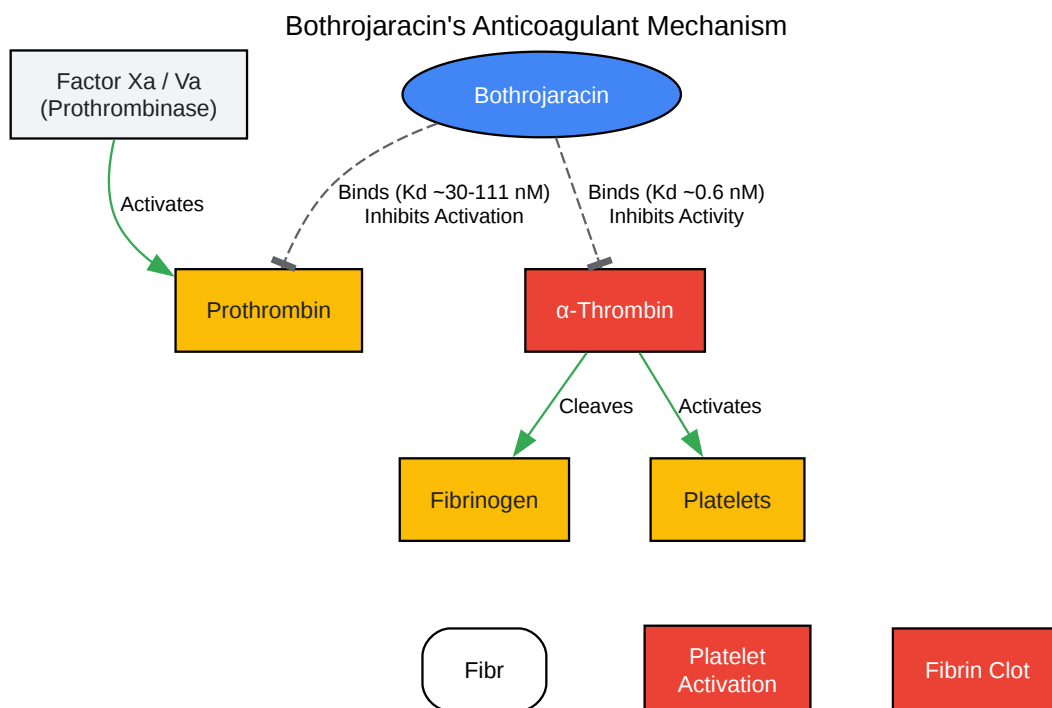 Bothrojaracin's Anticoagulant Mechanism
Factor Xa / Va
(Prothrombinase)
Bothrojaracin
Activates
Binds (Kd ~30-111 nM)
Inhibits Activation
Binds (Kd ~0.6 nM)
Inhibits Activity
Prothrombin
α-Thrombin
Cleaves
Activates
Fibrinogen
Platelets
Fibr
Platelet
Activation
Fibrin Clot